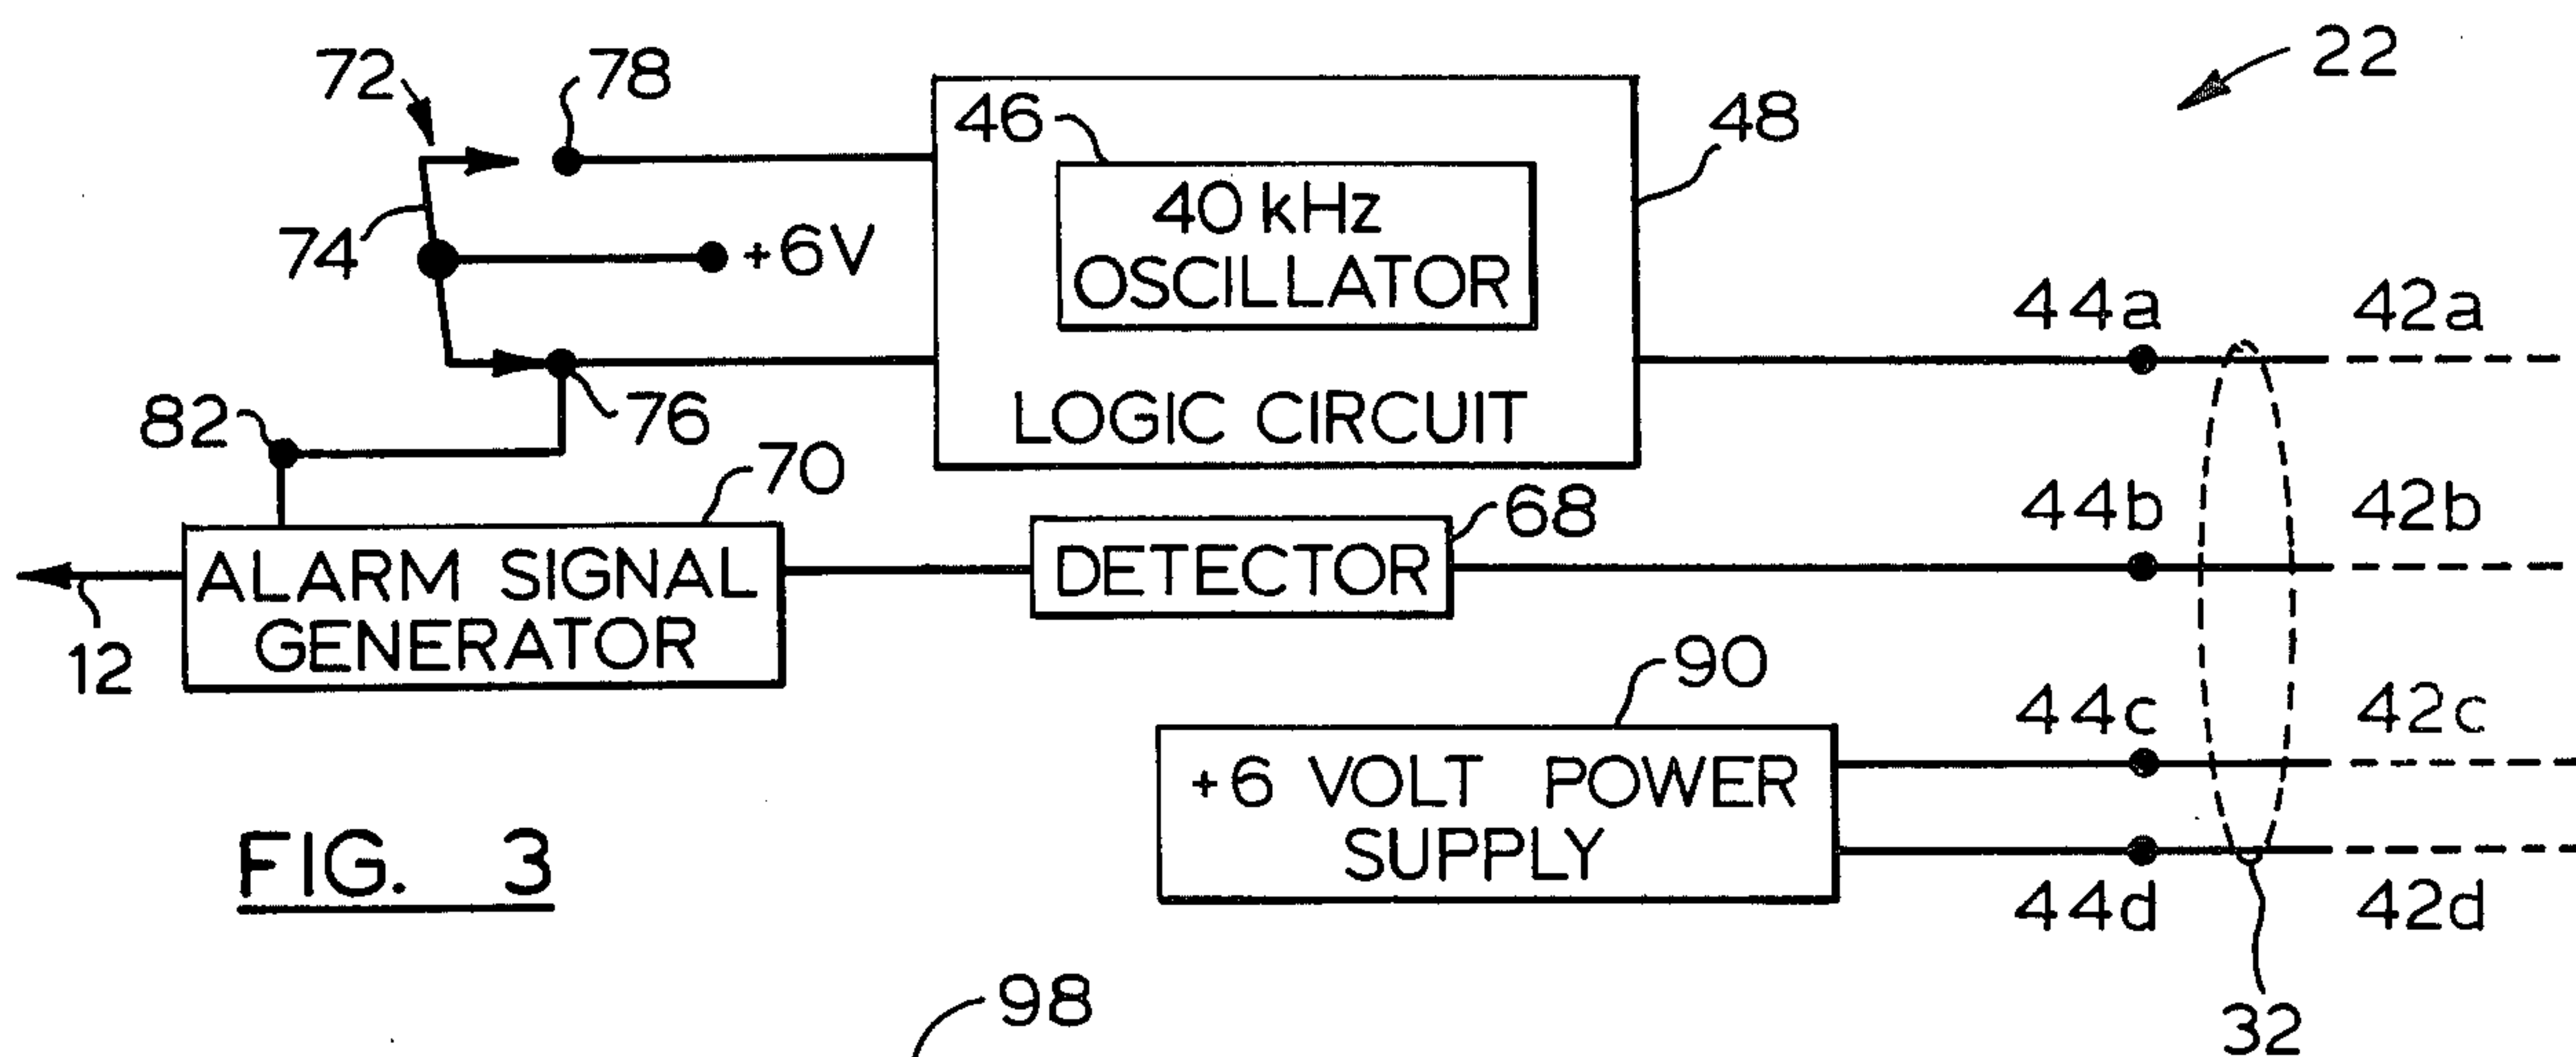 22
72
78
46
48
40 kHz
OSCILLATOR
74
+6V
44a
42a
LOGIC CIRCUIT
82
76
70
68
44b
42b
ALARM SIGNAL
GENERATOR
DETECTOR
12
90
44c
42c
+6 VOLT POWER
SUPPLY
FIG. 3
44d
42d
98
32